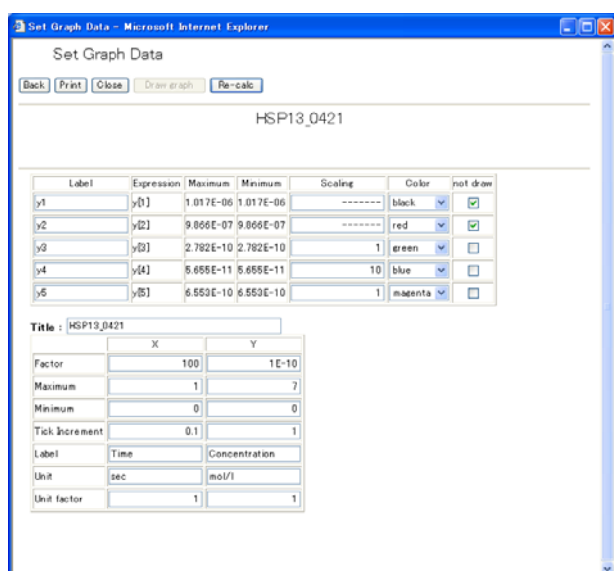 Set Graph Data - Microsoft Internet Explorer
Set Graph Data
Back Print Close Draw graph Re-calc
HSP13_0421
Label Expression Maximum Minimum Scaling Color not draw
y1 y[1] 1.017E-06 1.017E-06 ------- black
y2 y[2] 9.866E-07 9.866E-07 ------- red
y3 y[3] 2.782E-10 2.782E-10 1 green
y4 y[4] 5.655E-11 5.655E-11 10 blue
y5 y[5] 6.553E-10 6.553E-10 1 magenta
Title : HSP13_0421
X Y
Factor 100 1E-10
Maximum 1 7
Minimum 0 0
Tick Increment 0.1 1
Label Time Concentration
Unit sec mol/l
Unit factor 1 1